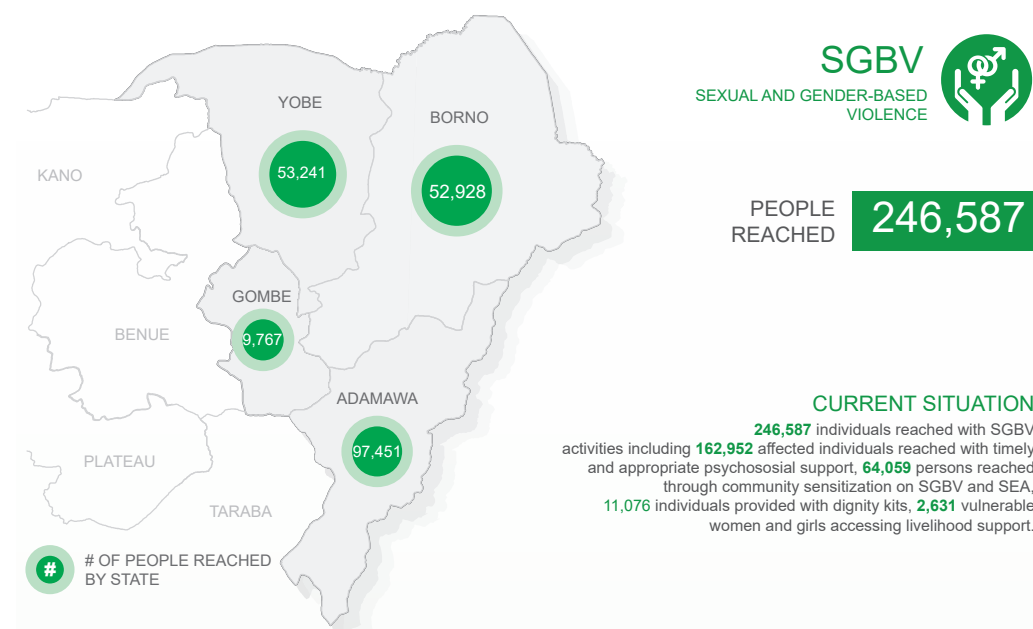 SGBV
SEXUAL AND GENDER-BASED
VIOLENCE
YOBE
53,241
BORNO
52,928
KANO
PEOPLE
REACHED
246,587
GOMBE
9,767
BENUE
ADAMAWA
97,451
PLATEAU
TARABA
CURRENT SITUATION
246,587 individuals reached with SGBV
activities including 162,952 affected individuals reached with timely
and appropriate psychososial support, 64,059 persons reached
through community sensitization on SGBV and SEA,
11,076 individuals provided with dignity kits, 2,631 vulnerable
women and girls accessing livelihood support.
#
# OF PEOPLE REACHED
BY STATE